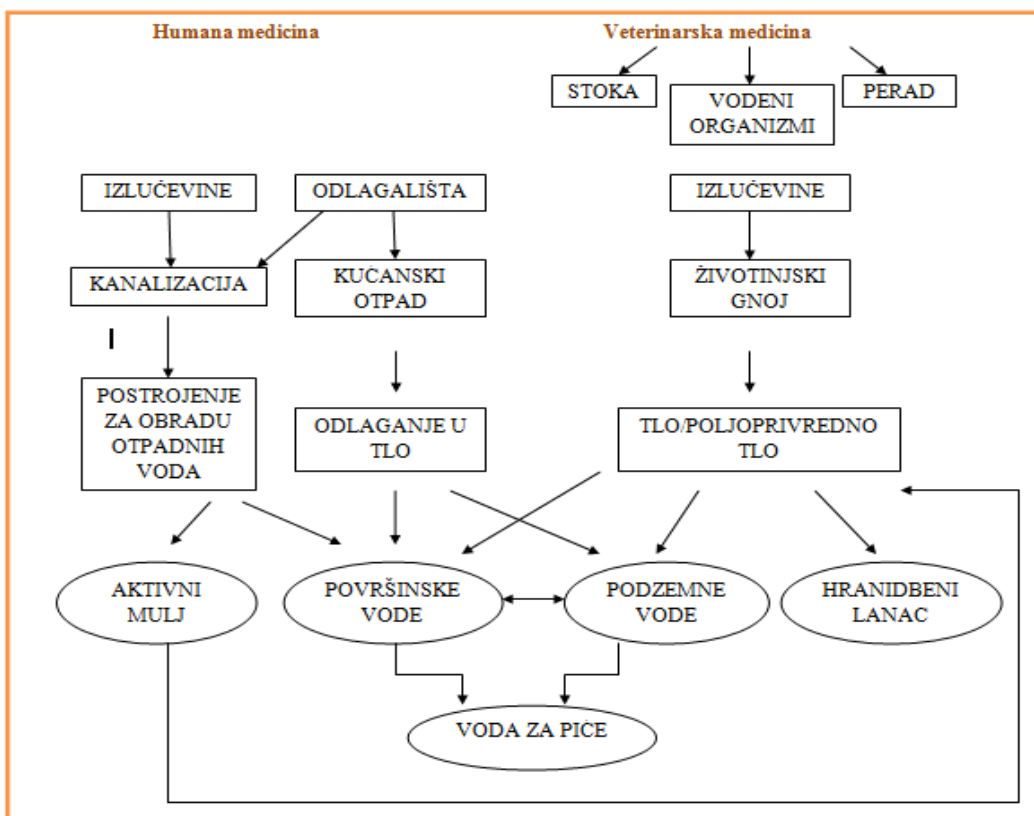 Humana medicina
Veterinarska medicina
STOKA
VODENI
ORGANIZMI
PERAD
IZLUČEVINE
ODLAGALIŠTA
IZLUČEVINE
KANALIZACIJA
KUĆANSKI
OTPAD
ŽIVOTINJSKI
GNOJ
POSTROJENJE
ZA OBRADU
OTPADNIH
VODA
ODLAGANJE U
TLO
TLO/POLJOPRIVREDNO
TLO
AKTIVNI
MULJ
POVRŠINSKE
VODE
PODZEMNE
VODE
HRANIDBENI
LANAC
VODA ZA PIĆE